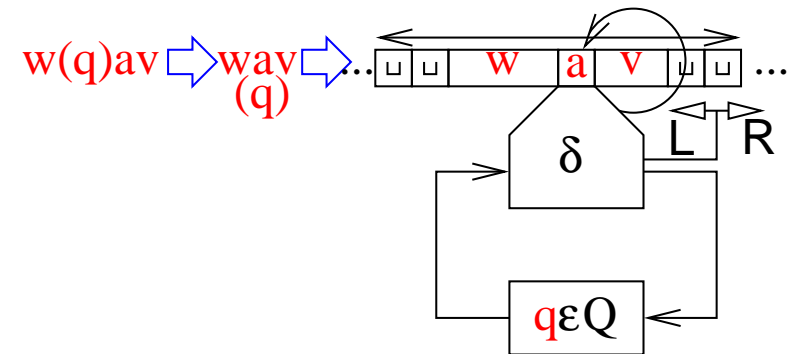 w(q)av wav ... ⊔ ⊔ w a v ⊔ ⊔ ...
(q)
L R
δ
qεQ